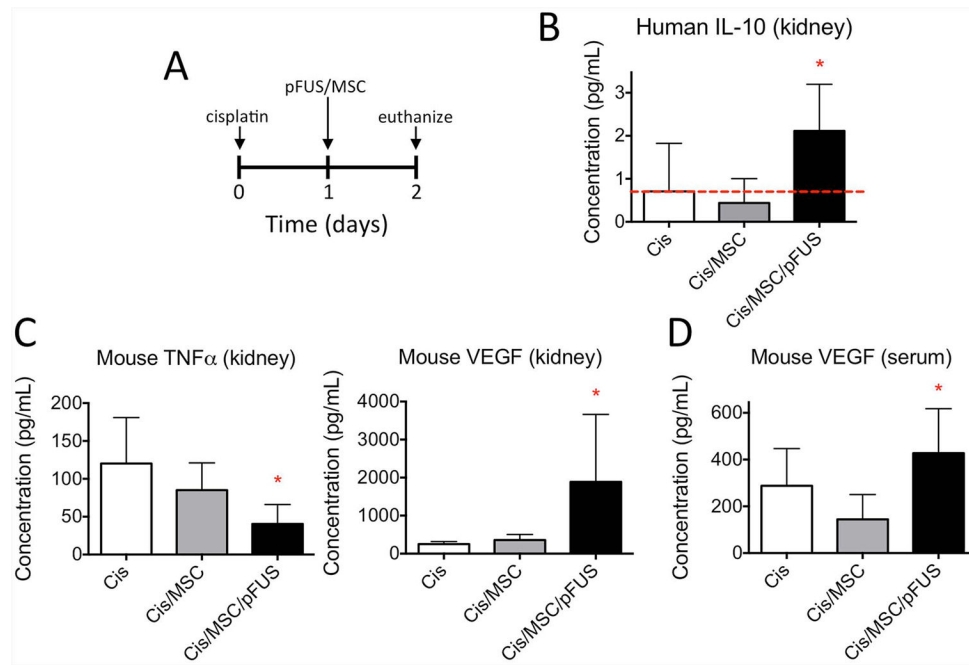 A
cisplatin
pFUS/MSC
euthanize
0
1
2
Time (days)
B
Human IL-10 (kidney)
Concentration (pg/mL)
3
2
1
0
*
Cis
Cis/MSC
Cis/MSC/pFUS
C
Mouse TNFα (kidney)
Concentration (pg/mL)
200
150
100
50
0
*
Cis
Cis/MSC
Cis/MSC/pFUS
Mouse VEGF (kidney)
Concentration (pg/mL)
4000
3000
2000
1000
0
*
Cis
Cis/MSC
Cis/MSC/pFUS
D
Mouse VEGF (serum)
Concentration (pg/mL)
600
400
200
0
*
Cis
Cis/MSC
Cis/MSC/pFUS